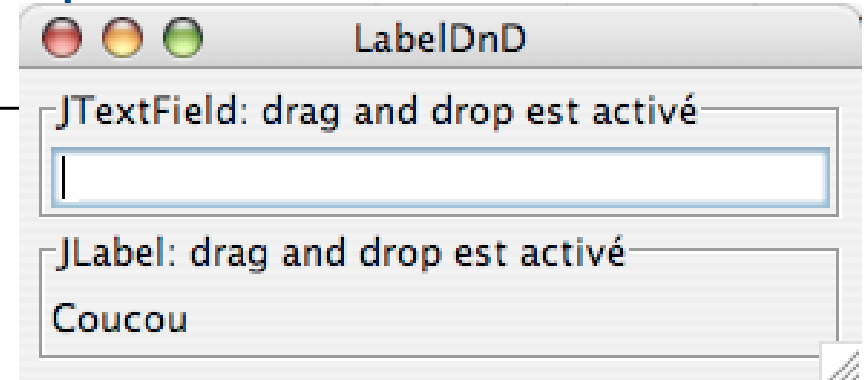 LabelDnD
JTextField: drag and drop est activé
JLabel: drag and drop est activé
Coucou